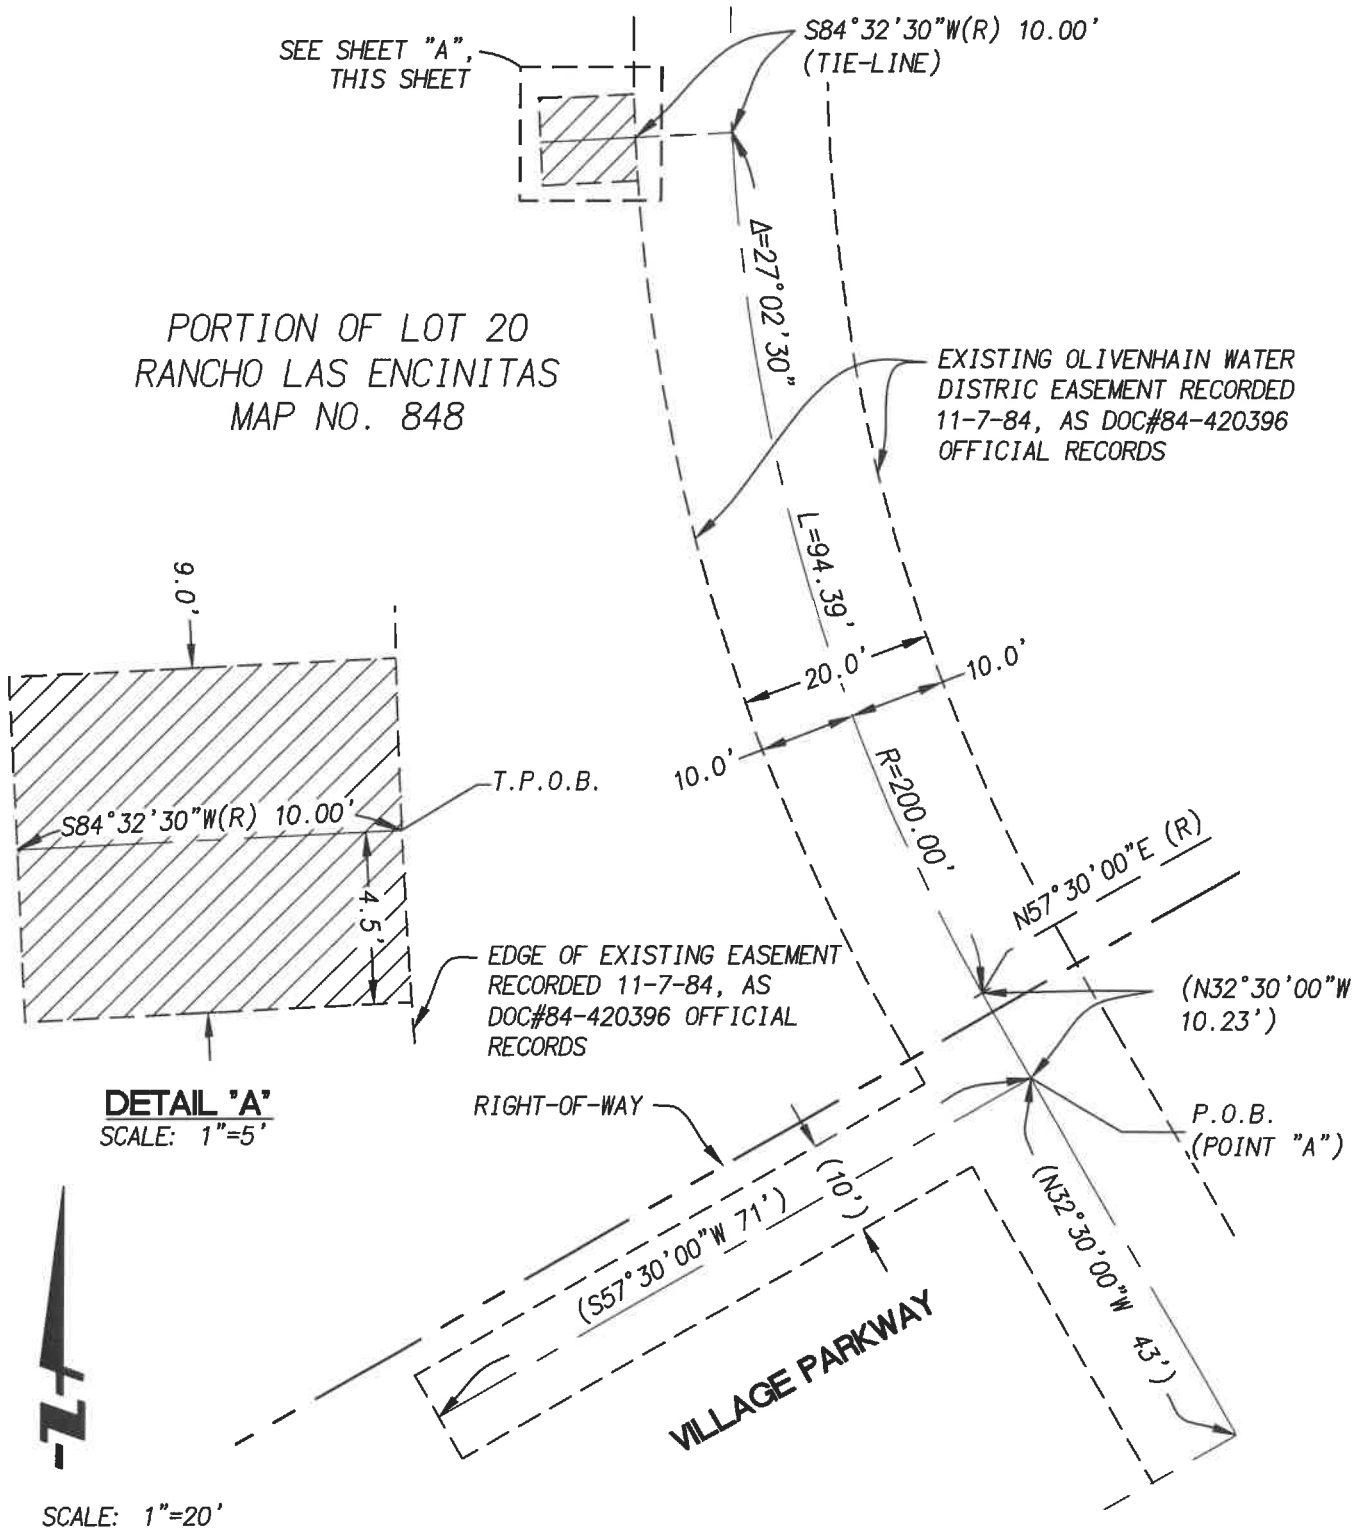 S84°32'30"W(R) 10.00'
(TIE-LINE)
SEE SHEET "A",
THIS SHEET
Δ=27°02'30"
PORTION OF LOT 20
RANCHO LAS ENCINITAS
MAP NO. 848
EXISTING OLIVENHAIN WATER
DISTRIC EASEMENT RECORDED
11-7-84, AS DOC#84-420396
OFFICIAL RECORDS
L=94.39'
9.0'
20.0'
10.0'
10.0'
R=200.00'
T.P.O.B.
S84°32'30"W(R) 10.00'
4.5'
N57°30'00"E (R)
EDGE OF EXISTING EASEMENT
RECORDED 11-7-84, AS
DOC#84-420396 OFFICIAL
RECORDS
(N32°30'00"W
10.23')
DETAIL "A"
SCALE: 1"=5'
RIGHT-OF-WAY
P.O.B.
(POINT "A")
(10')
(S57°30'00"W 71')
(N32°30'00"W 43')
VILLAGE PARKWAY
N
SCALE: 1"=20'